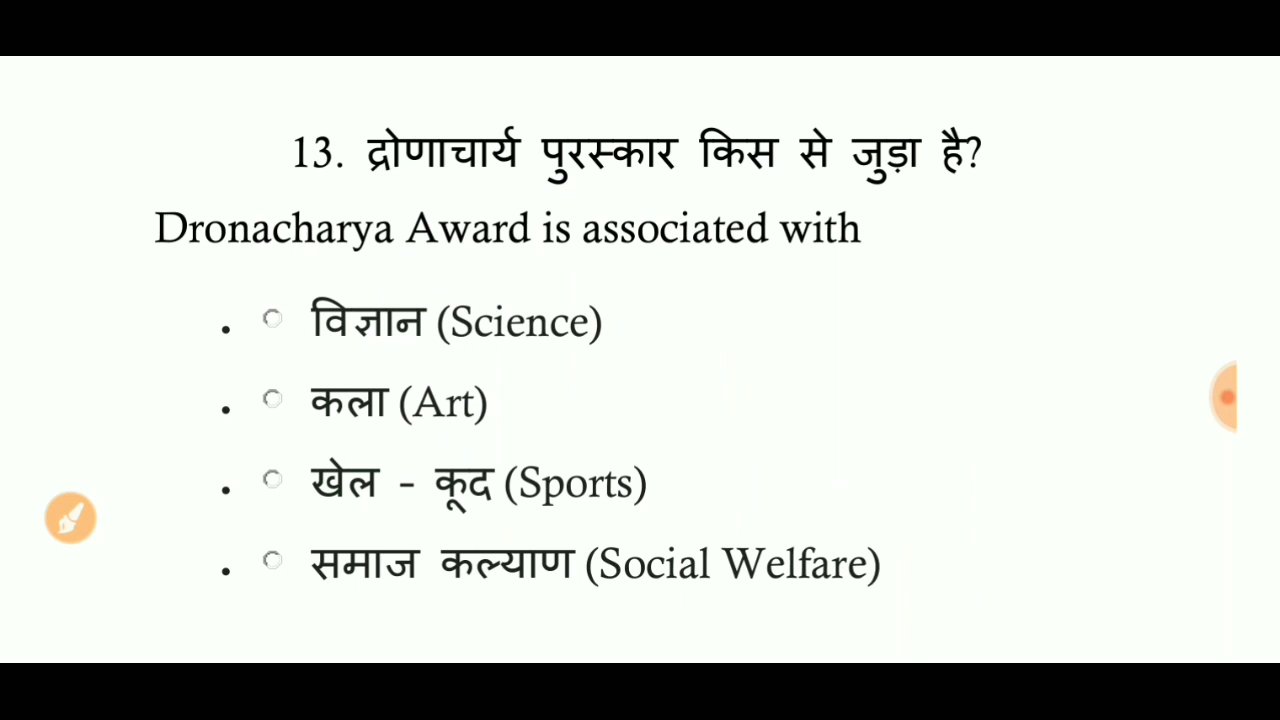 13. द्रोणाचार्य पुरस्कार किस से जुड़ा है?
Dronacharya Award is associated with
विज्ञान (Science)
कला (Art)
खेल - कूद (Sports)
समाज कल्याण (Social Welfare)